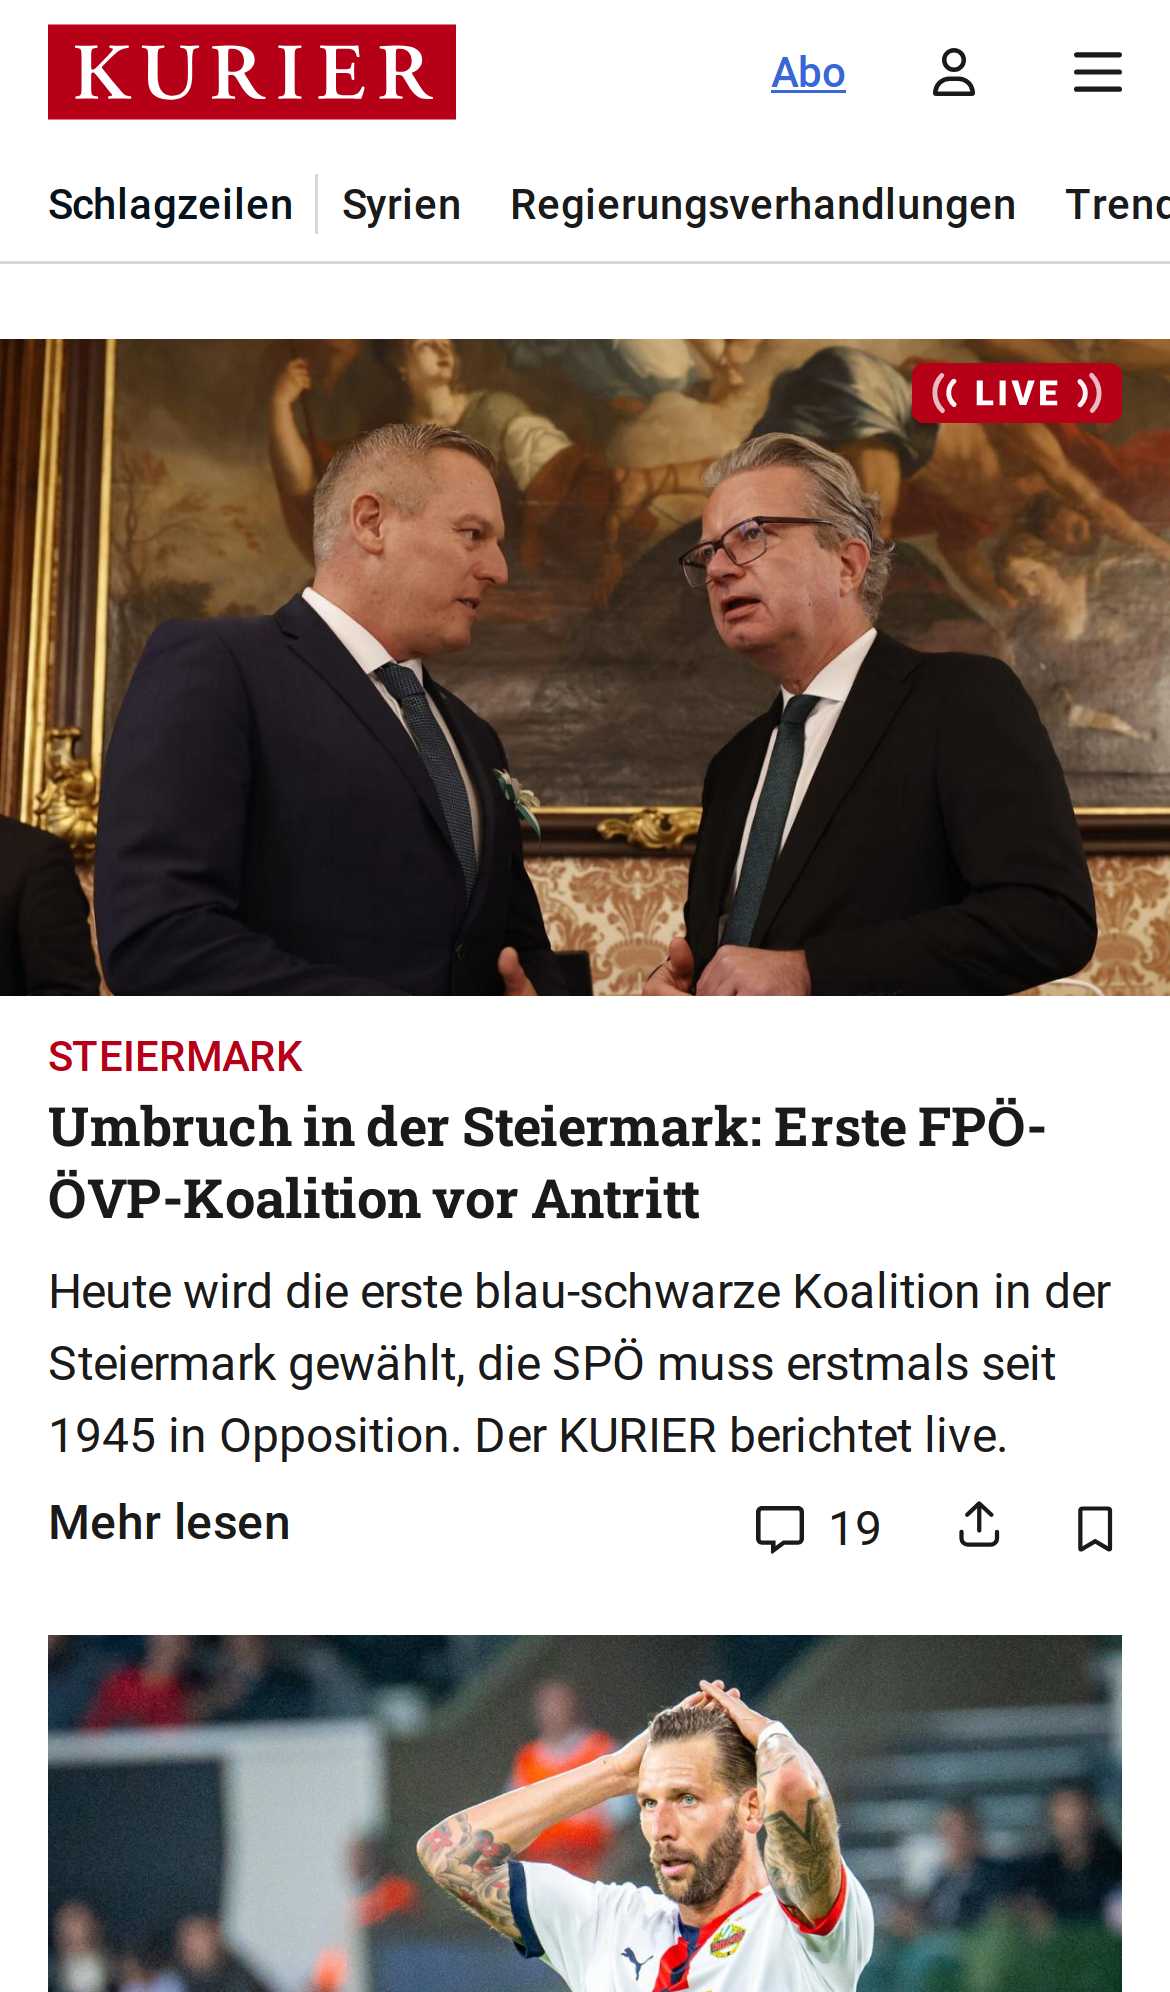 KURIER
Abo
Schlagzeilen
Syrien
Regierungsverhandlungen
Trend
LIVE
STEIERMARK
Umbruch in der Steiermark: Erste FPÖ-
ÖVP-Koalition vor Antritt
Heute wird die erste blau-schwarze Koalition in der
Steiermark gewählt, die SPÖ muss erstmals seit
1945 in Opposition. Der KURIER berichtet live.
Mehr lesen
19